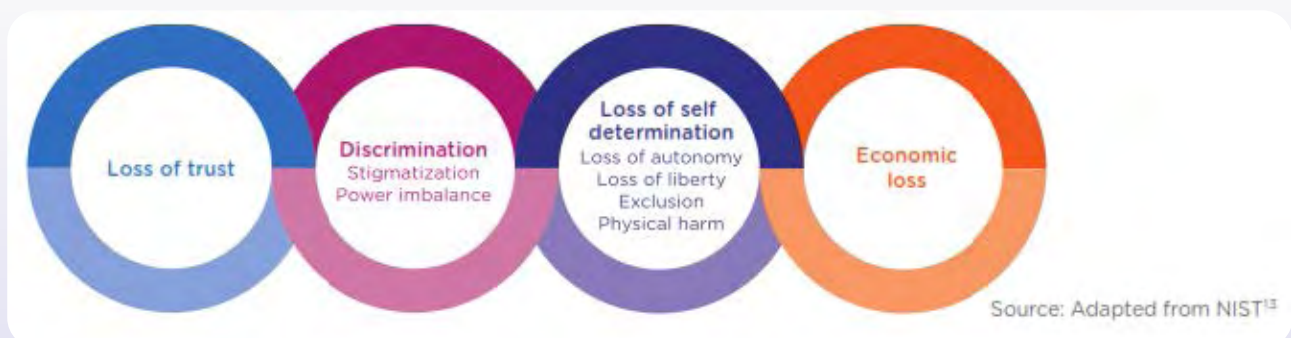 Loss of trust
Discrimination
Stigmatization
Power imbalance
Loss of self
determination
Loss of autonomy
Loss of liberty
Exclusion
Physical harm
Economic
loss
Source: Adapted from NIST¹³